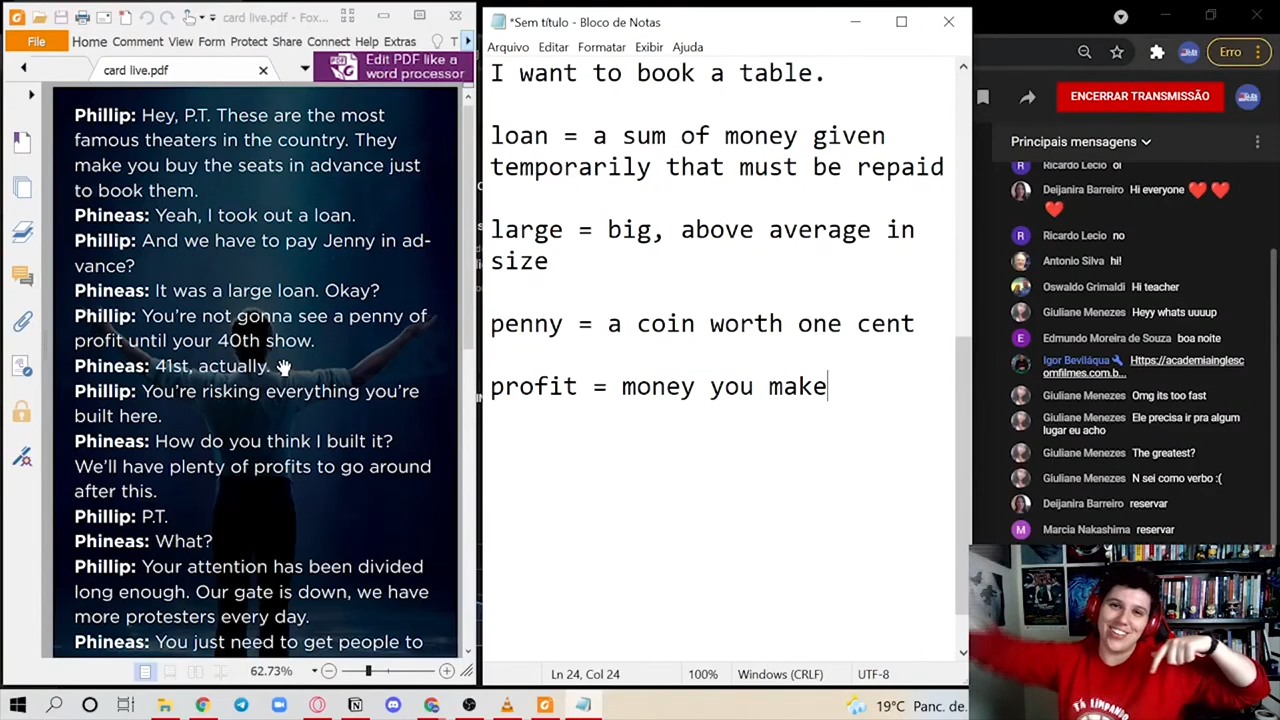 card live.pdf - Fox...
File
Home Comment View Form Protect Share Connect Help Extras
card live.pdf
Edit PDF like a
word processor
Phillip: Hey, P.T. These are the most
famous theaters in the country. They
make you buy the seats in advance just
to book them.
Phineas: Yeah, I took out a loan.
Phillip: And we have to pay Jenny in ad-
vance?
Phineas: It was a large loan. Okay?
Phillip: You're not gonna see a penny of
profit until your 40th show.
Phineas: 41st, actually.
Phillip: You're risking everything you're
built here.
Phineas: How do you think I built it?
We'll have plenty of profits to go around
after this.
Phillip: P.T.
Phineas: What?
Phillip: Your attention has been divided
long enough. Our gate is down, we have
more protesters every day.
Phineas: You just need to get people to
62.73%
*Sem título - Bloco de Notas
Arquivo Editar Formatar Exibir Ajuda
I want to book a table.
loan = a sum of money given
temporarily that must be repaid
large = big, above average in
size
penny = a coin worth one cent
profit = money you make
Ln 24, Col 24 100% Windows (CRLF) UTF-8
Erro
ENCERRAR TRANSMISSÃO
Principais mensagens
Ricardo Lecio oi
Deijanira Barreiro Hi everyone
Ricardo Lecio no
Antonio Silva hi!
Oswaldo Grimaldi Hi teacher
Giuliane Menezes Heyy whats uuuup
Edmundo Moreira de Souza boa noite
Igor Beviláqua Https://academiainglesc
omfilmes.com.b...
Giuliane Menezes Omg its too fast
Giuliane Menezes Ele precisa ir pra algum
lugar eu acho
Giuliane Menezes The greatest?
Giuliane Menezes N sei como verbo :(
Deijanira Barreiro reservar
Marcia Nakashima reservar
TÁ LIMPANDO
19°C Panc. de